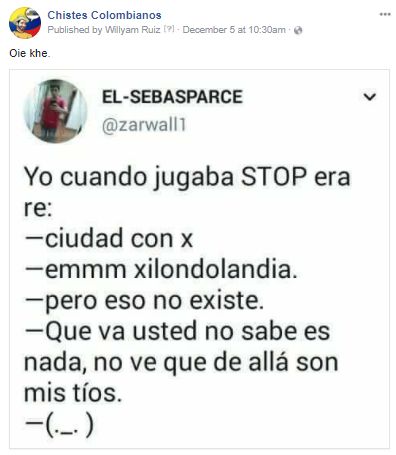 Chistes Colombianos
Published by Willyam Ruiz [?] · December 5 at 10:30am ·
Oie khe.
EL-SEBASPARCE
@zarwall1
Yo cuando jugaba STOP era
re:
—ciudad con x
—emmm xilondolandia.
—pero eso no existe.
—Que va usted no sabe es
nada, no ve que de allá son
mis tíos.
—(._. )